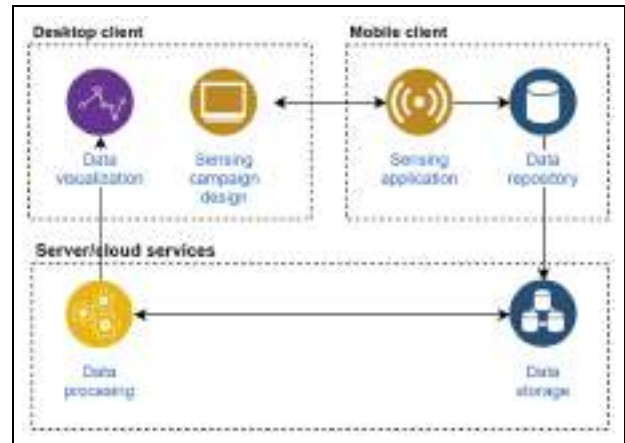 Desktop client
Mobile client
Data
visualization
Sensing
campaign
design
Sensing
application
Data
repository
Server/cloud services
Data
procesing
Data
storage